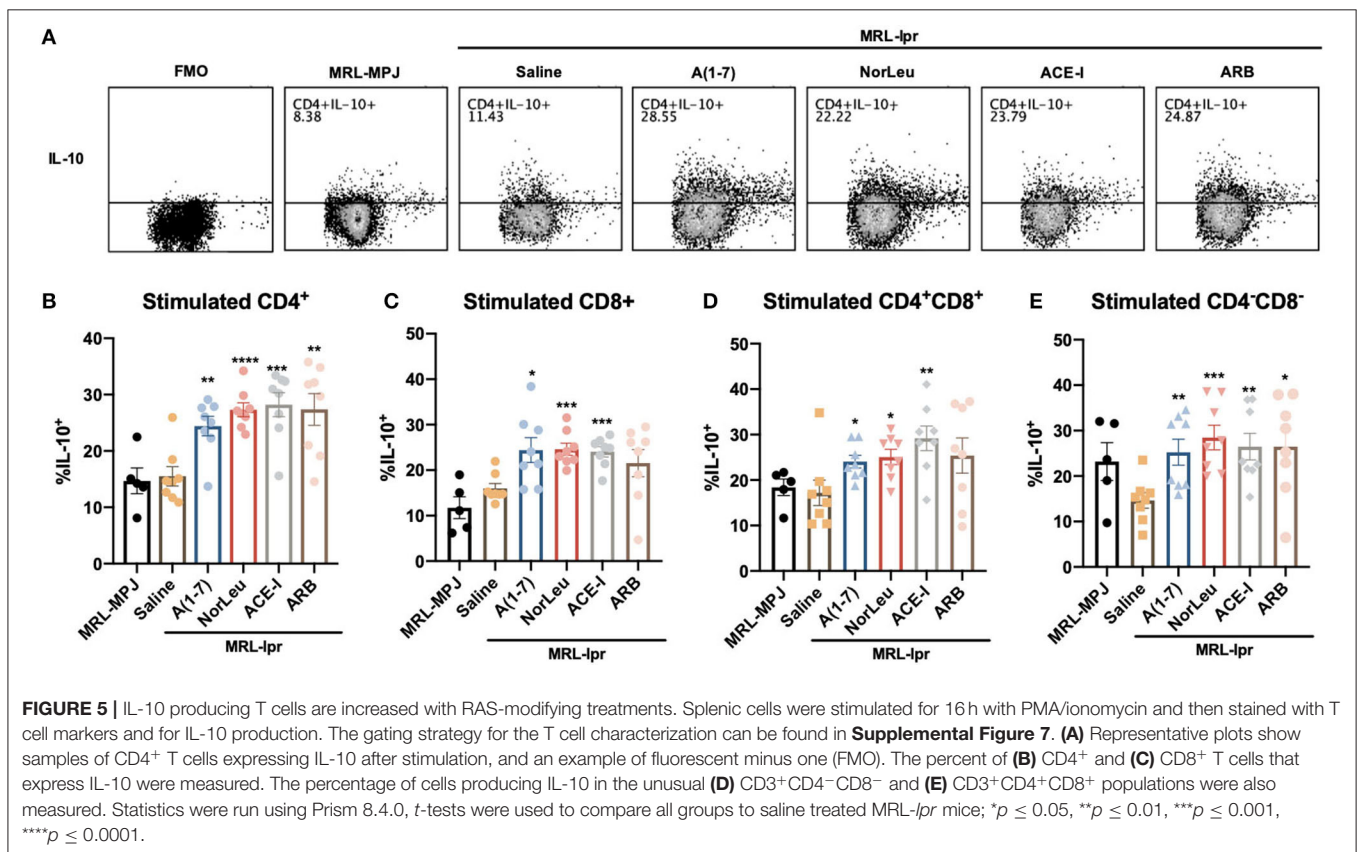 A
MRL-lpr
FMO MRL-MPJ Saline A(1-7) NorLeu ACE-I ARB
CD4+IL-10+ CD4+IL-10+ CD4+IL-10+ CD4+IL-10+ CD4+IL-10+ CD4+IL-10+
8.38 11.43 28.55 22.22 23.79 24.87
IL-10
B Stimulated CD4⁺
%IL-10⁺
40
30
20
10
0
** **** *** **
MRL-MPJ Saline A(1-7) NorLeu ACE-I ARB
MRL-lpr
C Stimulated CD8+
%IL-10⁺
50
40
30
20
10
0
* *** ***
MRL-MPJ Saline A(1-7) NorLeu ACE-I ARB
MRL-lpr
D Stimulated CD4⁺CD8⁺
%IL-10⁺
50
40
30
20
10
0
* * **
MRL-MPJ Saline A(1-7) NorLeu ACE-I ARB
MRL-lpr
E Stimulated CD4⁻CD8⁻
%IL-10⁺
50
40
30
20
10
0
** *** ** *
MRL-MPJ Saline A(1-7) NorLeu ACE-I ARB
MRL-lpr
FIGURE 5 | IL-10 producing T cells are increased with RAS-modifying treatments. Splenic cells were stimulated for 16 h with PMA/ionomycin and then stained with T
cell markers and for IL-10 production. The gating strategy for the T cell characterization can be found in Supplemental Figure 7. (A) Representative plots show
samples of CD4⁺ T cells expressing IL-10 after stimulation, and an example of fluorescent minus one (FMO). The percent of (B) CD4⁺ and (C) CD8⁺ T cells that
express IL-10 were measured. The percentage of cells producing IL-10 in the unusual (D) CD3⁺CD4⁻CD8⁻ and (E) CD3⁺CD4⁺CD8⁺ populations were also
measured. Statistics were run using Prism 8.4.0, t-tests were used to compare all groups to saline treated MRL-lpr mice; *p ≤ 0.05, **p ≤ 0.01, ***p ≤ 0.001,
****p ≤ 0.0001.